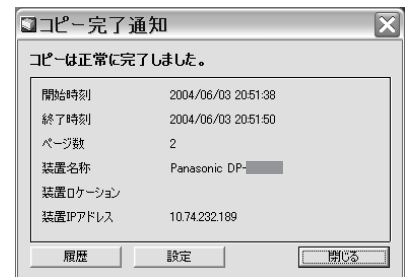 コピー完了通知
コピーは正常に完了しました。
開始時刻 2004/06/03 20:51:38
終了時刻 2004/06/03 20:51:50
ページ数 2
装置名称 Panasonic DP-
装置ロケーション
装置IPアドレス 10.74.232.189
履歴 設定 閉じる